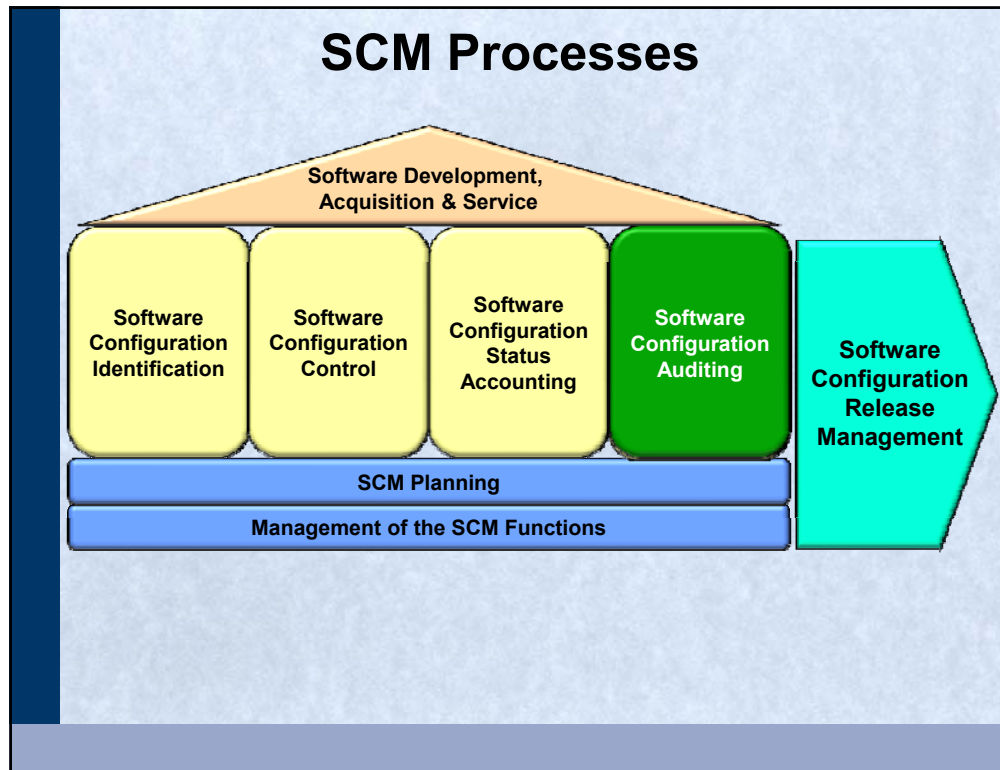 SCM Processes
Software Development,
Acquisition & Service
Software
Configuration
Identification
Software
Configuration
Control
Software
Configuration
Status
Accounting
Software
Configuration
Auditing
Software
Configuration
Release
Management
SCM Planning
Management of the SCM Functions